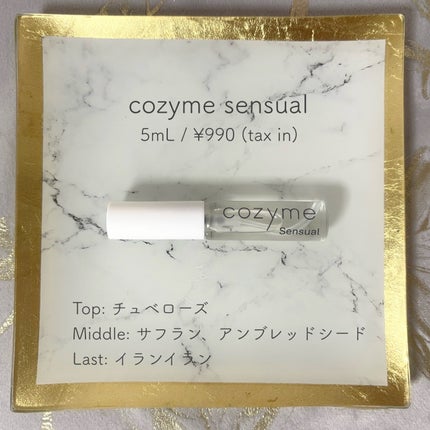 cozyme sensual
5mL / ¥990 (tax in)
cozyme
Sensual
Top: チュベローズ
Middle: サフラン、アンブレッドシード
Last: イランイラン